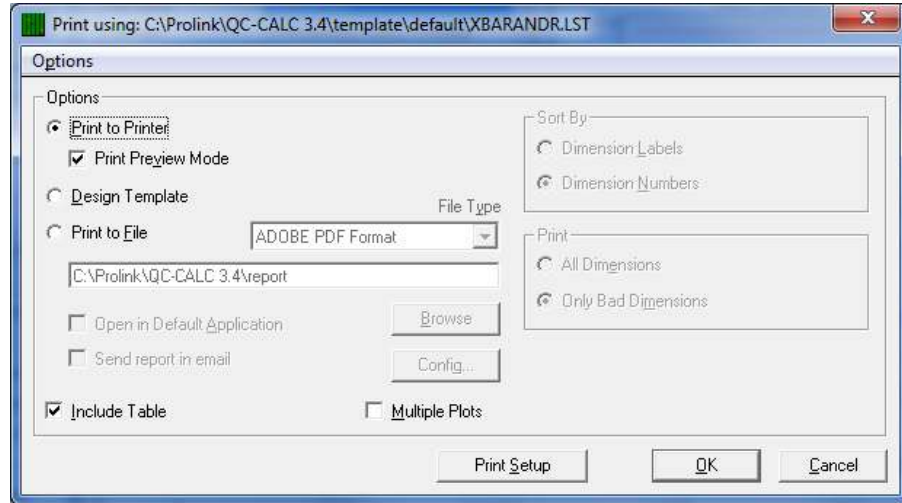 Print using: C:\Prolink\QC-CALC 3.4\template\default\XBARANDR.LST
Options
Options
Print to Printer
Print Preview Mode
Design Template
File Type
Print to File
ADOBE PDF Format
C:\Prolink\QC-CALC 3.4\report
Open in Default Application
Browse
Send report in email
Config...
Include Table
Multiple Plots
Sort By
Dimension Labels
Dimension Numbers
Print
All Dimensions
Only Bad Dimensions
Print Setup
OK
Cancel